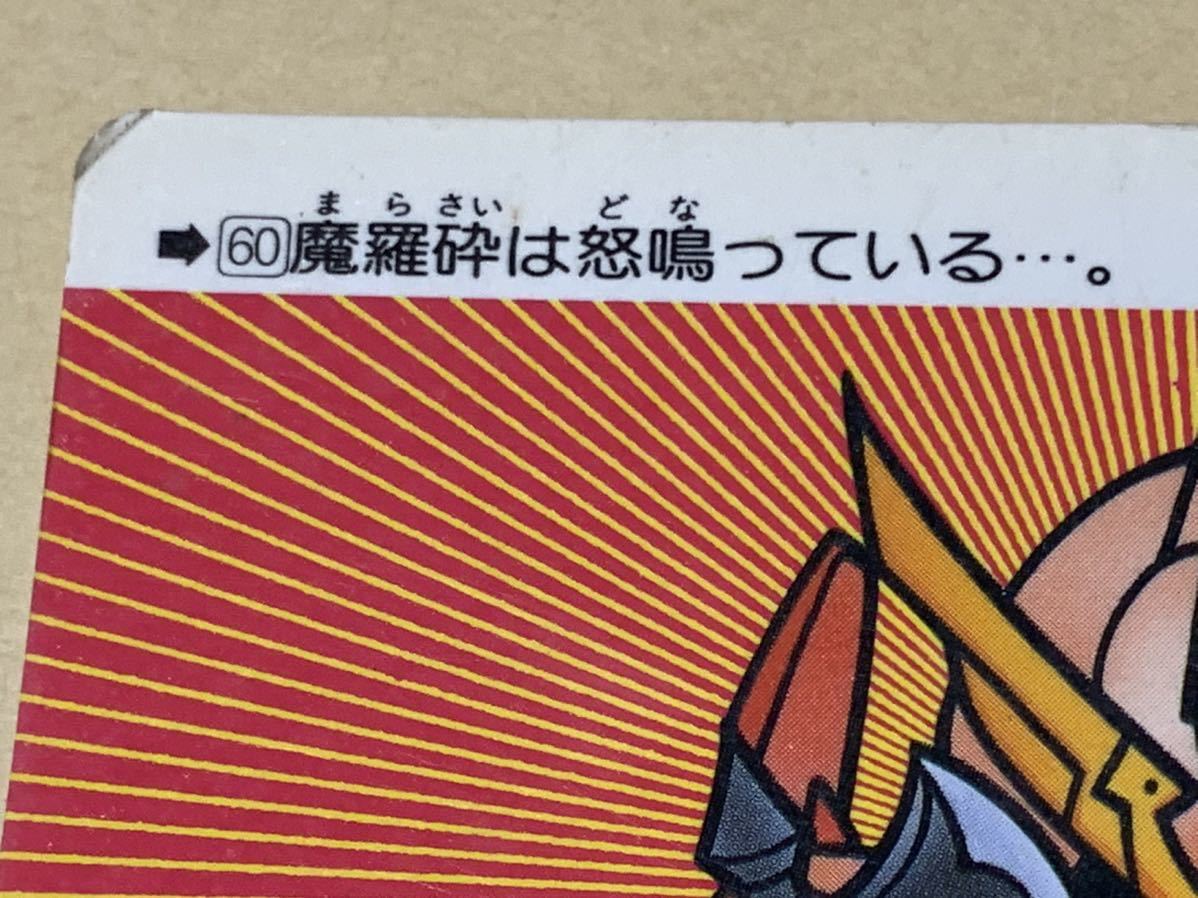 ま ら さい ど な
➡60魔羅砕は怒鳴っている…。